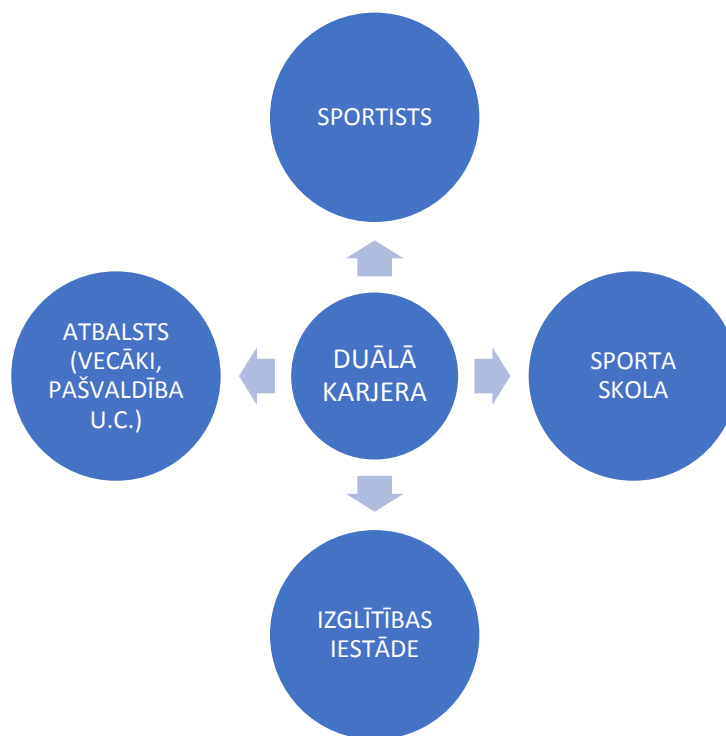 SPORTISTS
ATBALSTS
(VECĀKI,
PAŠVALDĪBA
U.C.)
DUĀLĀ
KARJERA
SPORTA
SKOLA
IZGLĪTĪBAS
IESTĀDE